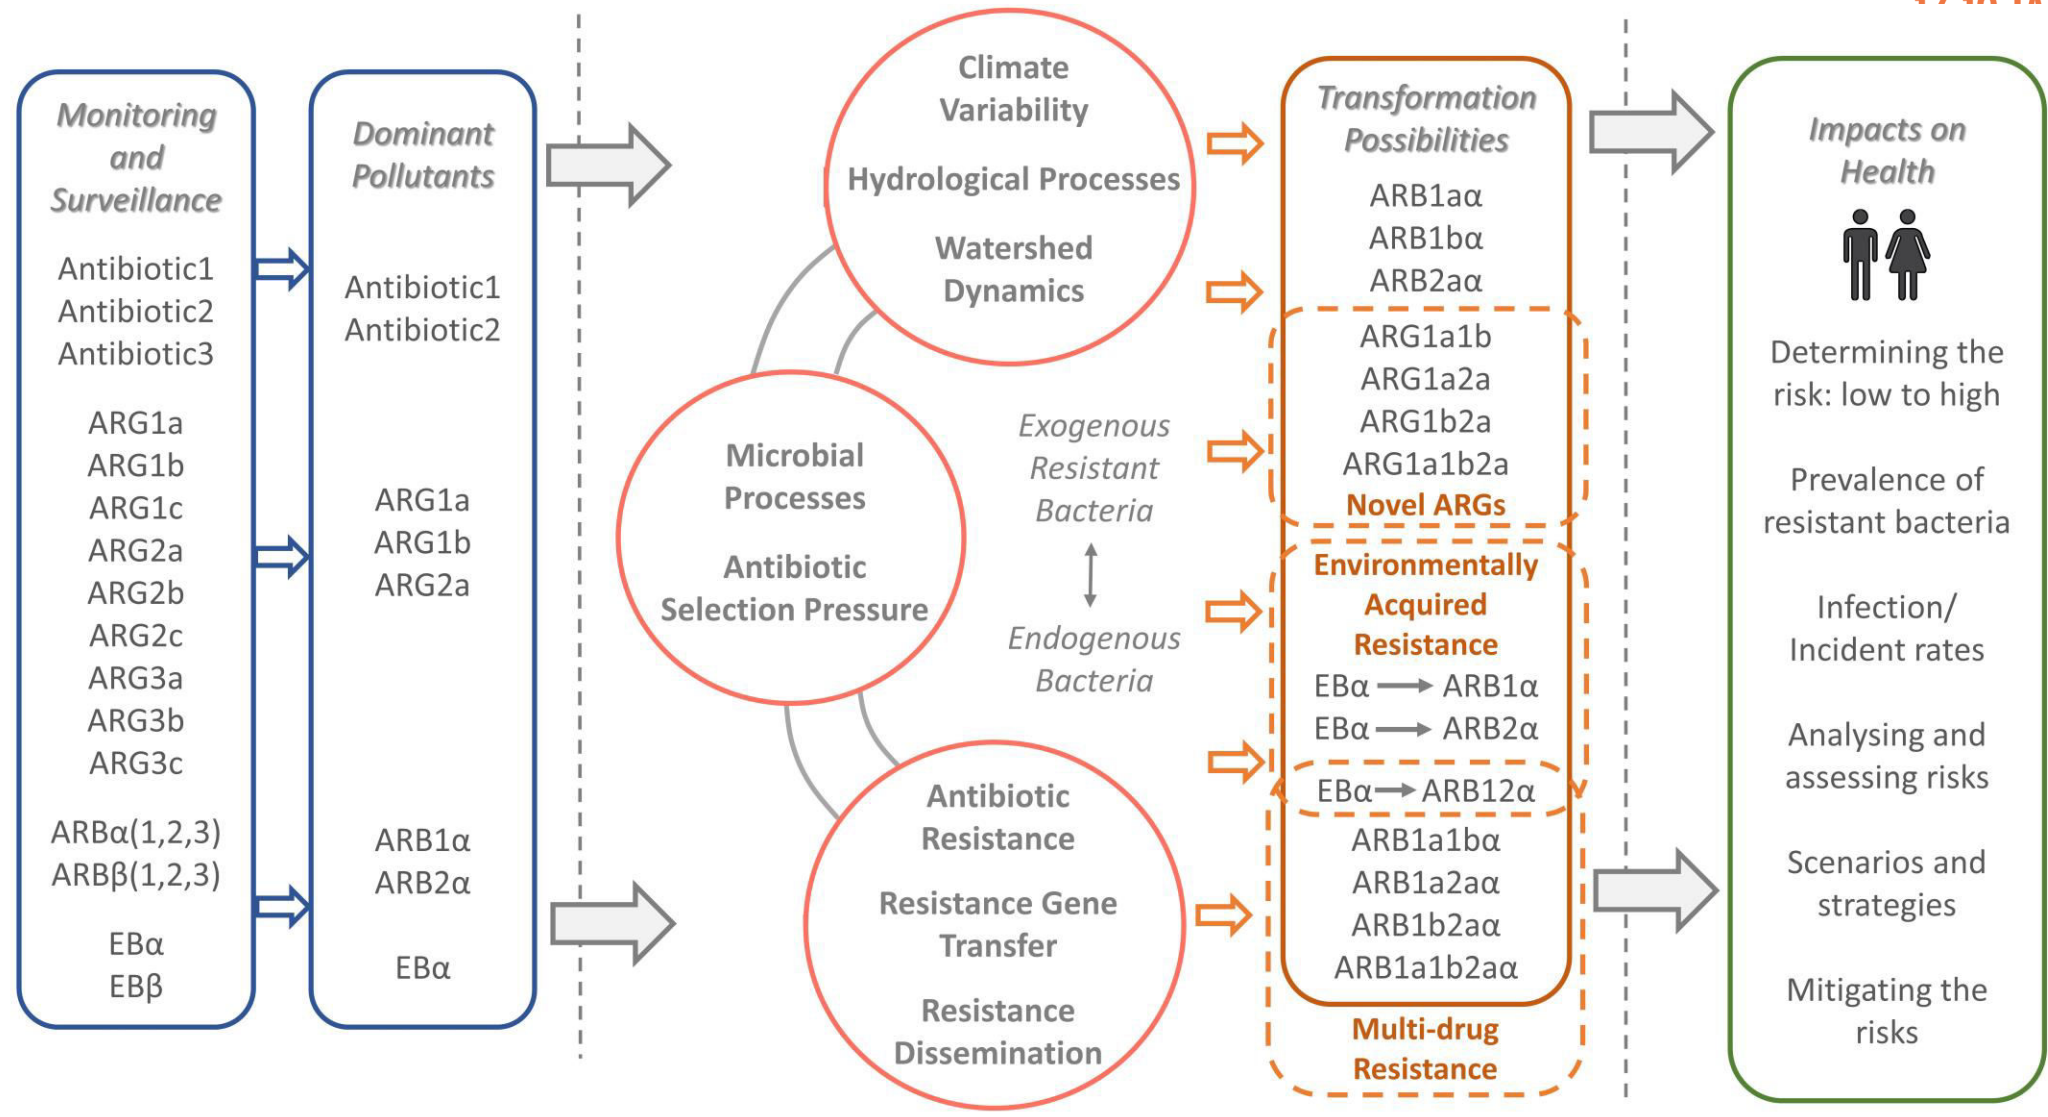 Monitoring
and
Surveillance
Antibiotic1
Antibiotic2
Antibiotic3
ARG1a
ARG1b
ARG1c
ARG2a
ARG2b
ARG2c
ARG3a
ARG3b
ARG3c
ARBα(1,2,3)
ARBβ(1,2,3)
EBα
EBβ
Dominant
Pollutants
Antibiotic1
Antibiotic2
ARG1a
ARG1b
ARG2a
ARB1α
ARB2α
EBα
Climate
Variability
Hydrological Processes
Watershed
Dynamics
Microbial
Processes
Antibiotic
Selection Pressure
Exogenous
Resistant
Bacteria
Endogenous
Bacteria
Antibiotic
Resistance
Resistance Gene
Transfer
Resistance
Dissemination
Transformation
Possibilities
ARB1aα
ARB1bα
ARB2aα
ARG1a1b
ARG1a2a
ARG1b2a
ARG1a1b2a
Novel ARGs
Environmentally
Acquired
Resistance
EBα → ARB1α
EBα → ARB2α
EBα → ARB12α
ARB1a1bα
ARB1a2aα
ARB1b2aα
ARB1a1b2aα
Multi-drug
Resistance
Impacts on
Health
Determining the
risk: low to high
Prevalence of
resistant bacteria
Infection/
Incident rates
Analysing and
assessing risks
Scenarios and
strategies
Mitigating the
risks